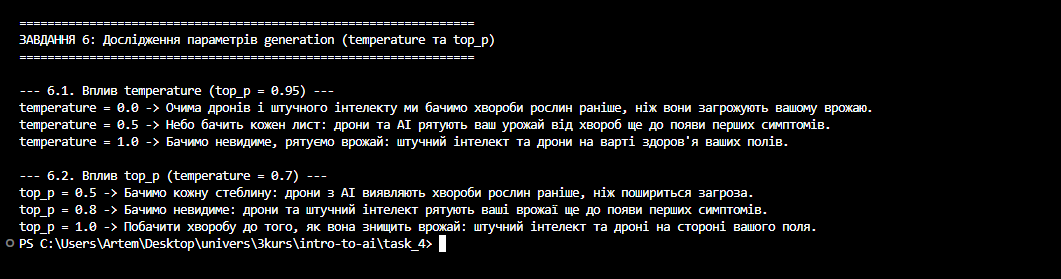 =================================================================
ЗАВДАННЯ 6: Дослідження параметрів generation (temperature та top_p)
=================================================================
--- 6.1. Вплив temperature (top_p = 0.95) ---
temperature = 0.0 -> Очима дронів і штучного інтелекту ми бачимо хвороби рослин раніше, ніж вони загрожують вашому врожаю.
temperature = 0.5 -> Небо бачить кожен лист: дрони та AI рятують ваш урожай від хвороб ще до появи перших симптомів.
temperature = 1.0 -> Бачимо невидиме, рятуємо врожай: штучний інтелект та дрони на варті здоров'я ваших полів.
--- 6.2. Вплив top_p (temperature = 0.7) ---
top_p = 0.5 -> Бачимо кожну стеблину: дрони з AI виявляють хвороби рослин раніше, ніж пошириться загроза.
top_p = 0.8 -> Бачимо невидиме: дрони та штучний інтелект рятують ваші врожаї ще до появи перших симптомів.
top_p = 1.0 -> Побачити хворобу до того, як вона знищить врожай: штучний інтелект та дроні на стороні вашого поля.
PS C:\Users\Artem\Desktop\univers\3kurs\intro-to-ai\task_4>